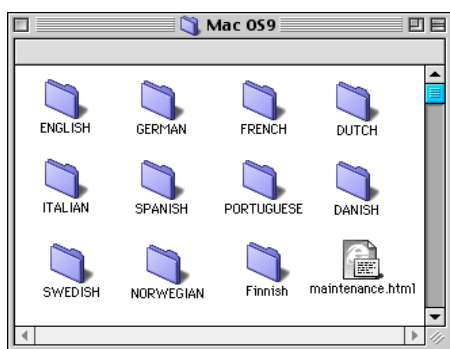 Mac OS9
ENGLISH GERMAN FRENCH DUTCH
ITALIAN SPANISH PORTUGUESE DANISH
SWEDISH NORWEGIAN Finnish maintenance.html